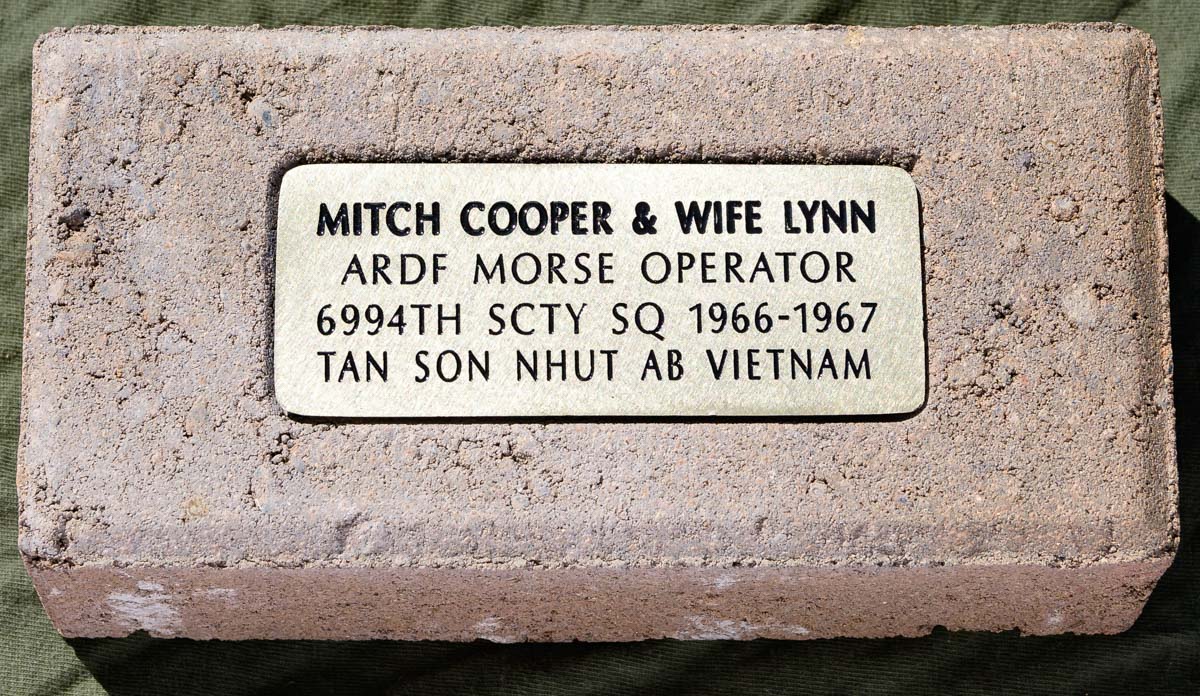 MITCH COOPER & WIFE LYNN
ARDF MORSE OPERATOR
6994TH SCTY SQ 1966-1967
TAN SON NHUT AB VIETNAM